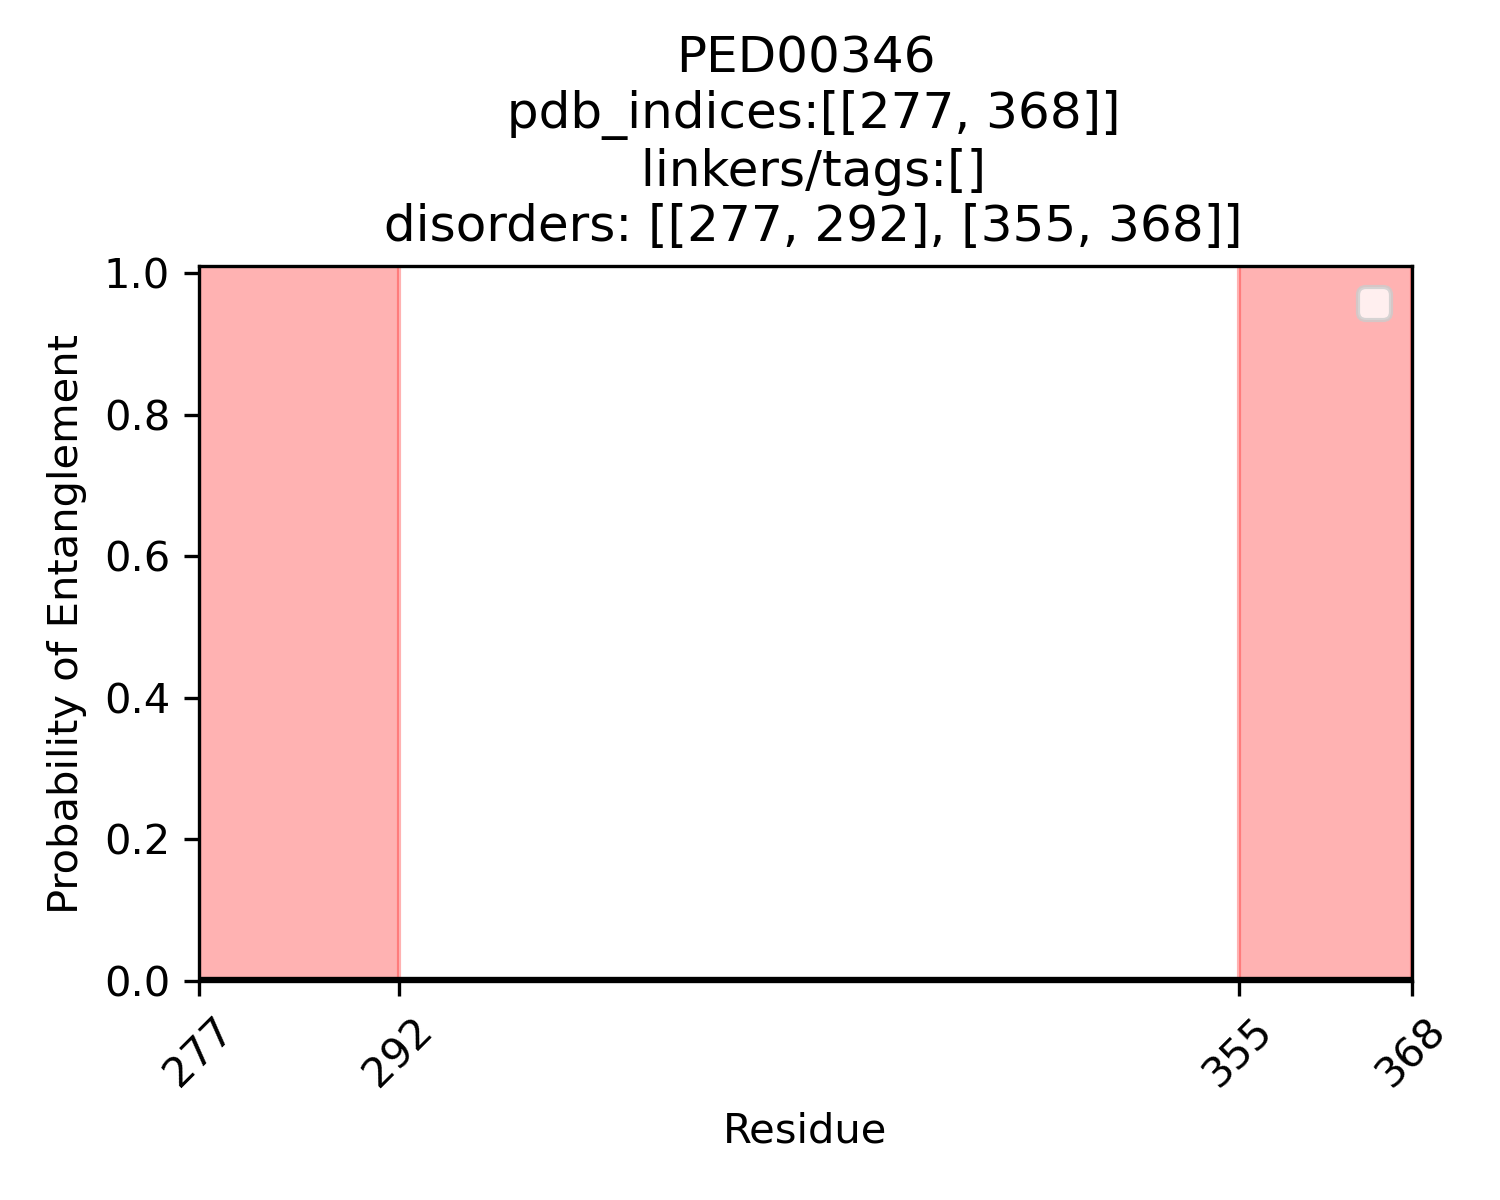 PED00346
pdb_indices:[[277, 368]]
linkers/tags:[]
disorders: [[277, 292], [355, 368]]
Probability of Entanglement
1.0
0.8
0.6
0.4
0.2
0.0
277
292
355
368
Residue